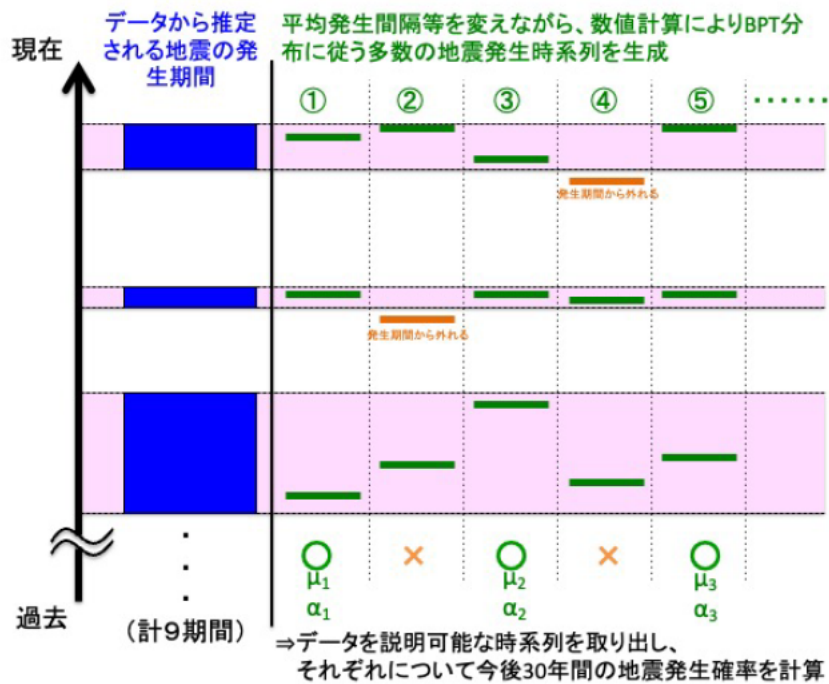 データから推定
される地震の発
生期間
平均発生間隔等を変えながら、数値計算によりBPT分
布に従う多数の地震発生時系列を生成
現在
① ② ③ ④ ⑤ ……
発生期間から外れる
発生期間から外れる
○ × ○ × ○
μ1 μ2 μ3
α1 α2 α3
過去
(計9期間)
⇒データを説明可能な時系列を取り出し、
それぞれについて今後30年間の地震発生確率を計算